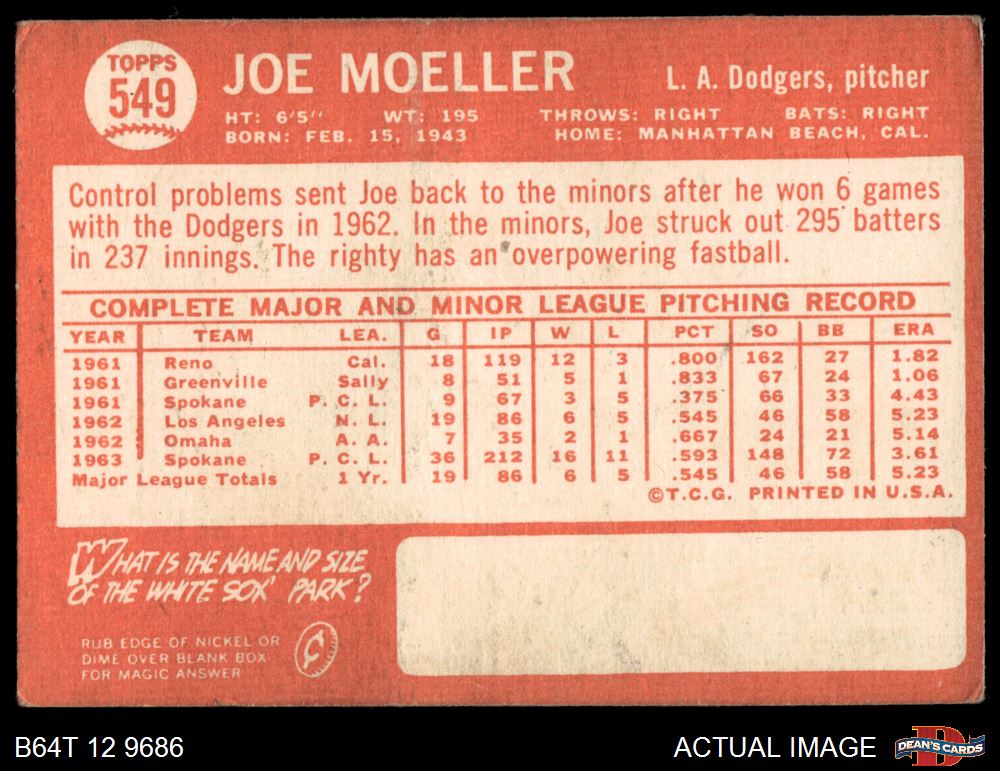 TOPPS
549
JOE MOELLER
L. A. Dodgers, pitcher
HT: 6'5" WT: 195 THROWS: RIGHT BATS: RIGHT
BORN: FEB. 15, 1943 HOME: MANHATTAN BEACH, CAL.
Control problems sent Joe back to the minors after he won 6 games
with the Dodgers in 1962. In the minors, Joe struck out 295 batters
in 237 innings. The righty has an overpowering fastball.
COMPLETE MAJOR AND MINOR LEAGUE PITCHING RECORD
YEAR TEAM LEA. G IP W L PCT SO BB ERA
1961 Reno Cal. 18 119 12 3 .800 162 27 1.82
1961 Greenville Sally 8 51 5 1 .833 67 24 1.06
1961 Spokane P. C. L. 9 67 3 5 .375 66 33 4.43
1962 Los Angeles N. L. 19 86 6 5 .545 46 58 5.23
1962 Omaha A. A. 7 35 2 1 .667 24 21 5.14
1963 Spokane P. C. L. 36 212 16 11 .593 148 72 3.61
Major League Totals 1 Yr. 19 86 6 5 .545 46 58 5.23
©T.C.G. PRINTED IN U.S.A.
WHAT IS THE NAME AND SIZE
OF THE WHITE SOX' PARK?
RUB EDGE OF NICKEL OR
DIME OVER BLANK BOX
FOR MAGIC ANSWER
¢
B64T 12 9686
ACTUAL IMAGE
D
DEAN'S CARDS